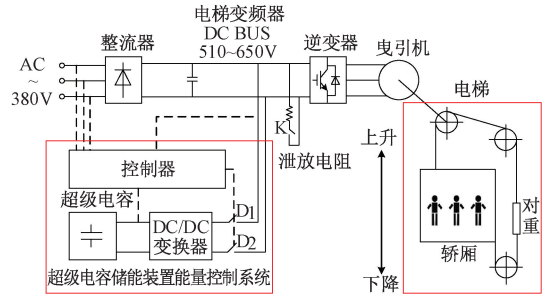 电梯变频器
DC BUS
510~650V
整流器
逆变器
曳引机
AC
~
380V
电梯
K
泄放电阻
上升
控制器
超级电容
D1
DC/DC
变换器
D2
对重
轿厢
下降
超级电容储能装置能量控制系统